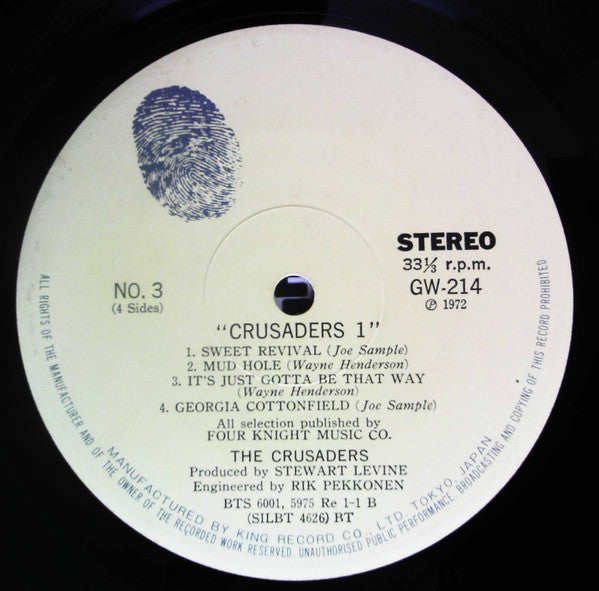 STEREO
33⅓ r.p.m.
GW-214
℗ 1972
NO. 3
(4 Sides)
"CRUSADERS 1"
1. SWEET REVIVAL (Joe Sample)
2. MUD HOLE (Wayne Henderson)
3. IT'S JUST GOTTA BE THAT WAY
(Wayne Henderson)
4. GEORGIA COTTONFIELD (Joe Sample)
All selection published by
FOUR KNIGHT MUSIC CO.
THE CRUSADERS
Produced by STEWART LEVINE
Engineered by RIK PEKKONEN
BTS 6001, 5975 Re 1-1 B
(SILBT 4626) BT
MANUFACTURED BY KING RECORD CO., LTD. TOKYO JAPAN
ALL RIGHTS OF THE MANUFACTURER AND OF THE OWNER OF THE RECORDED WORK RESERVED. UNAUTHORISED PUBLIC PERFORMANCE, BROADCASTING AND COPYING OF THIS RECORD PROHIBITED